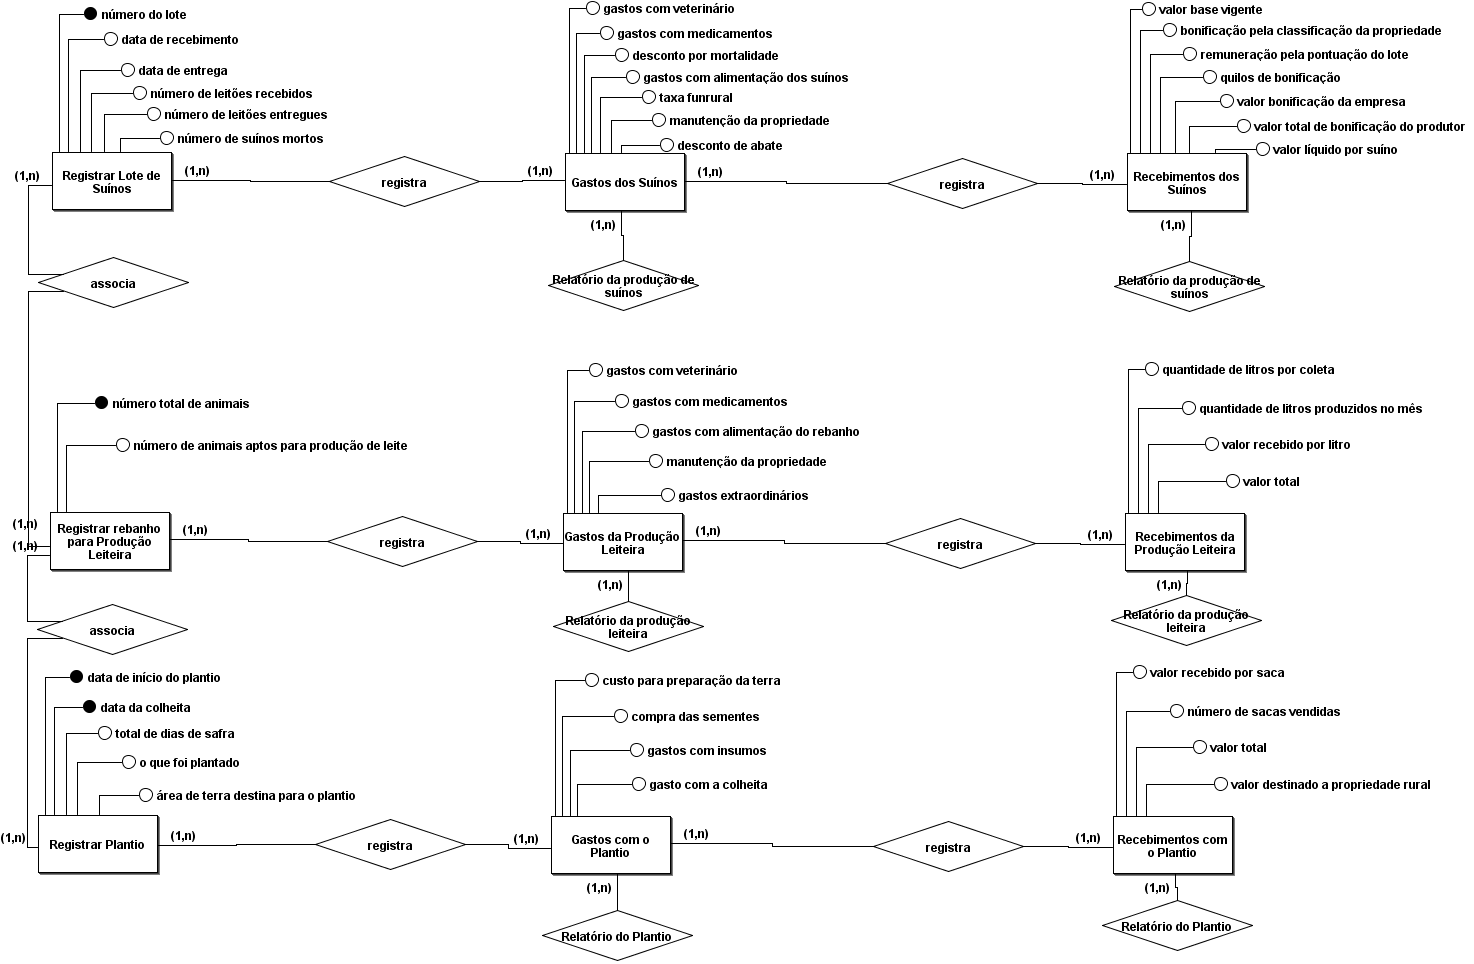 número do lote
data de recebimento
data de entrega
número de leitões recebidos
número de leitões entregues
número de suínos mortos
gastos com veterinário
gastos com medicamentos
desconto por mortalidade
gastos com alimentação dos suínos
taxa funrural
manutenção da propriedade
desconto de abate
valor base vigente
bonificação pela classificação da propriedade
remuneração pela pontuação do lote
quilos de bonificação
valor bonificação da empresa
valor total de bonificação do produtor
valor líquido por suíno
(1,n)
Registrar Lote de
Suínos
(1,n)
registra
(1,n)
Gastos dos Suínos
(1,n)
registra
(1,n)
Recebimentos dos
Suínos
(1,n)
(1,n)
associa
Relatório da produção de
suínos
Relatório da produção de
suínos
número total de animais
número de animais aptos para produção de leite
gastos com veterinário
gastos com medicamentos
gastos com alimentação do rebanho
manutenção da propriedade
gastos extraordinários
quantidade de litros por coleta
quantidade de litros produzidos no mês
valor recebido por litro
valor total
(1,n)
(1,n)
Registrar rebanho
para Produção
Leiteira
(1,n)
registra
(1,n)
Gastos da Produção
Leiteira
(1,n)
registra
(1,n)
Recebimentos da
Produção Leiteira
(1,n)
(1,n)
associa
Relatório da produção
leiteira
Relatório da produção
leiteira
data de início do plantio
data da colheita
total de dias de safra
o que foi plantado
área de terra destina para o plantio
custo para preparação da terra
compra das sementes
gastos com insumos
gasto com a colheita
valor recebido por saca
número de sacas vendidas
valor total
valor destinado a propriedade rural
(1,n)
Registrar Plantio
(1,n)
registra
(1,n)
Gastos com o
Plantio
(1,n)
registra
(1,n)
Recebimentos com
o Plantio
(1,n)
(1,n)
Relatório do Plantio
Relatório do Plantio